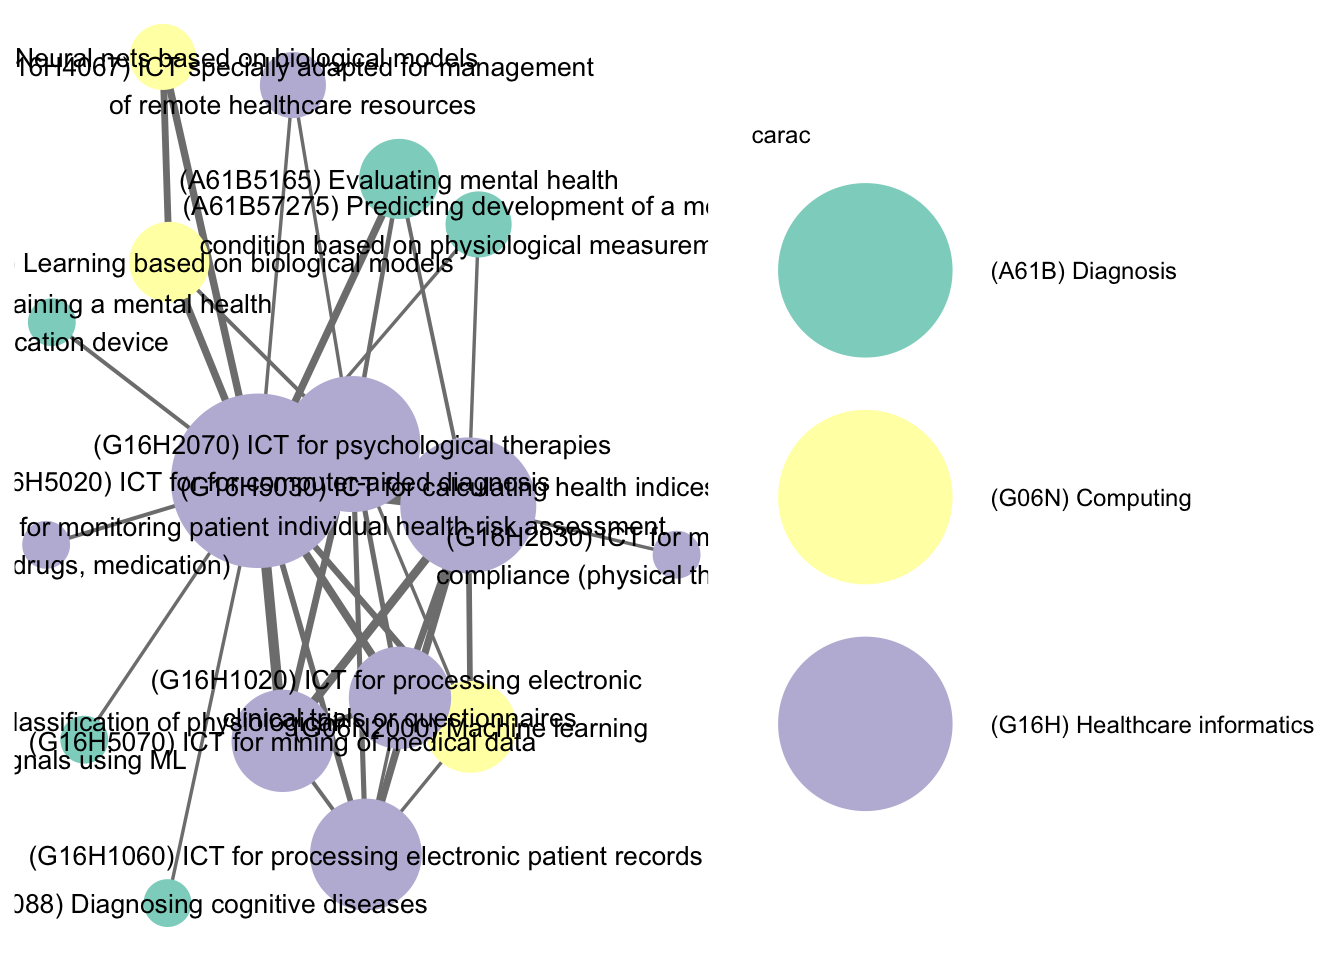 Neural nets based on biological models
16H4067) ICT specially adapted for management
of remote healthcare resources
carac
(A61B5165) Evaluating mental health
(A61B57275) Predicting development of a me
condition based on physiological measurem
(A61B) Diagnosis
Learning based on biological models
aining a mental health
cation device
(G16H2070) ICT for psychological therapies
6H5020) ICT for for computer-aided diagnosis
(G16H5030) ICT for calculating health indices
(G06N) Computing
for monitoring patient
individual health risk assessment
(G16H2030) ICT for m
drugs, medication)
compliance (physical th
(G16H1020) ICT for processing electronic
clinical trials or questionnaires
lassification of physiological
(G06N2000) Machine learning
(G16H) Healthcare informatics
(G16H5070) ICT for mining of medical data
gnals using ML
(G16H1060) ICT for processing electronic patient records
088) Diagnosing cognitive diseases